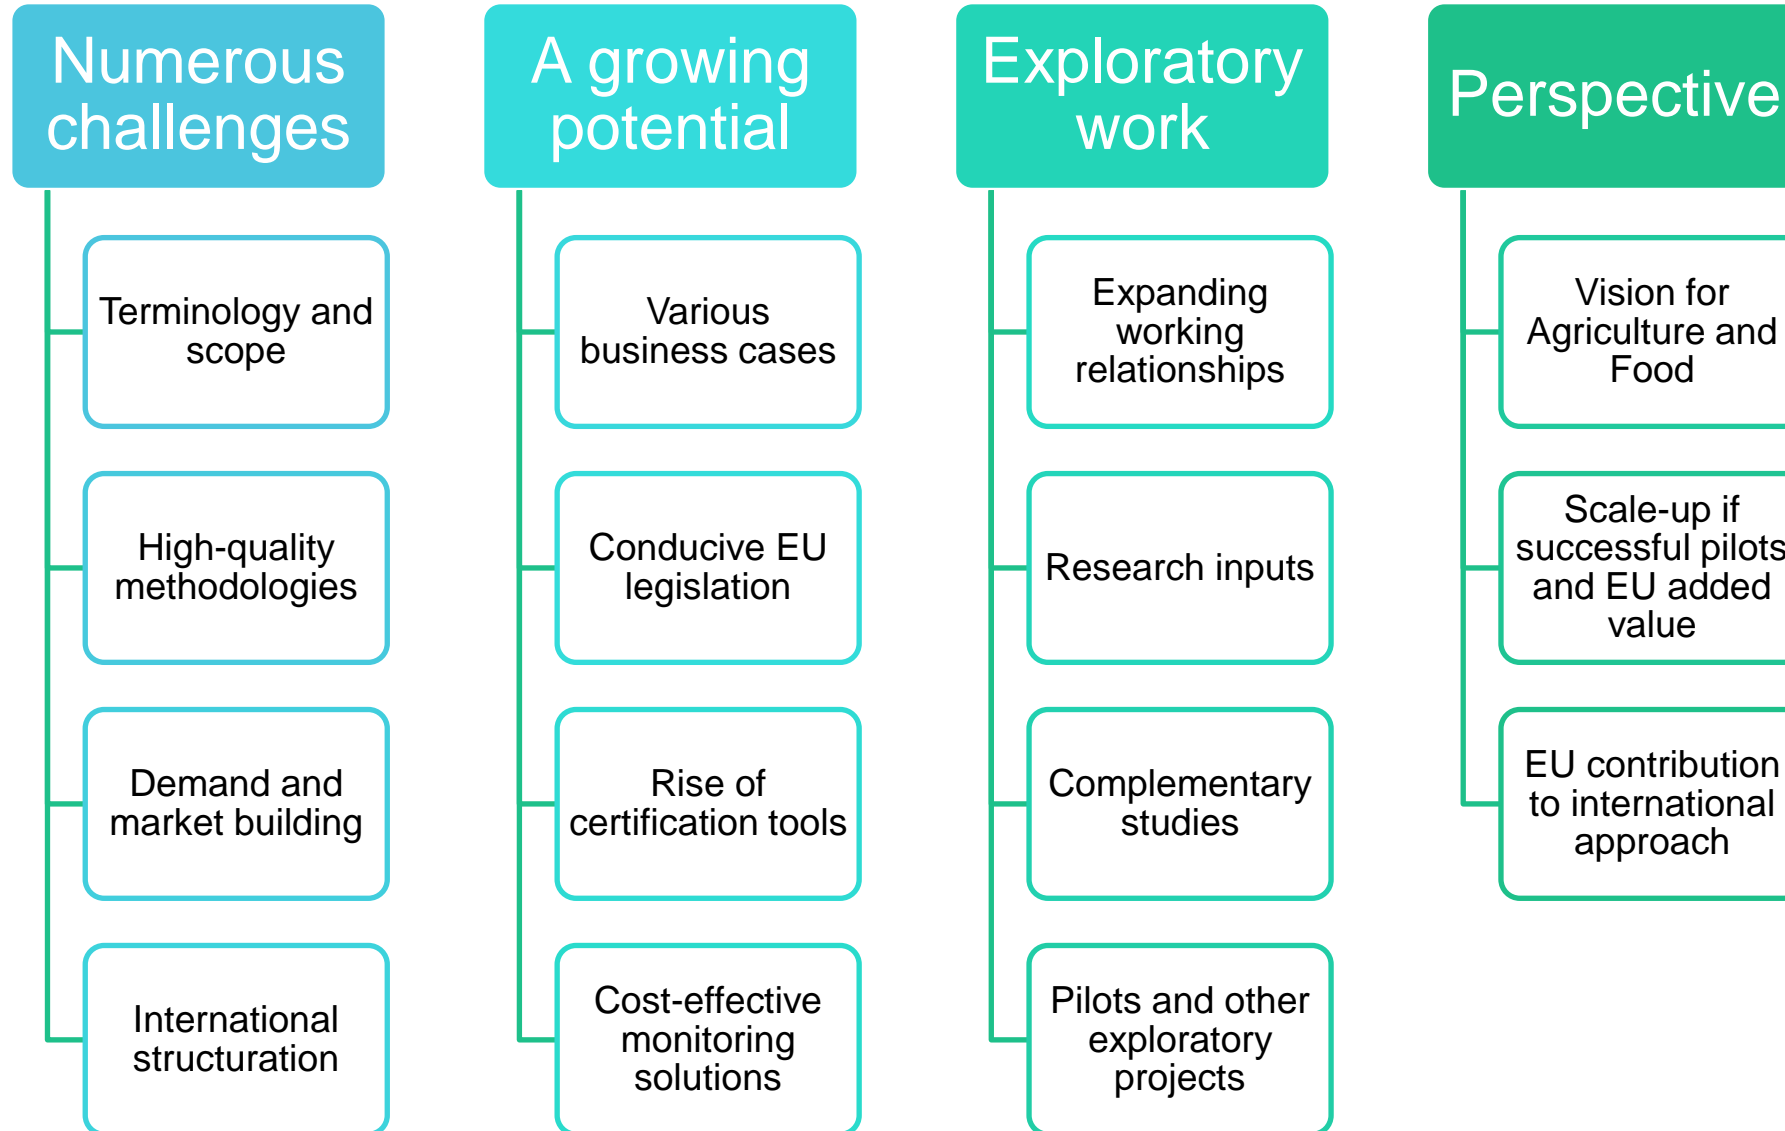 Numerous
challenges
Terminology and
scope
High-quality
methodologies
Demand and
market building
International
structuration
A growing
potential
Various
business cases
Conducive EU
legislation
Rise of
certification tools
Cost-effective
monitoring
solutions
Exploratory
work
Expanding
working
relationships
Research inputs
Complementary
studies
Pilots and other
exploratory
projects
Perspective
Vision for
Agriculture and
Food
Scale-up if
successful pilots
and EU added
value
EU contribution
to international
approach